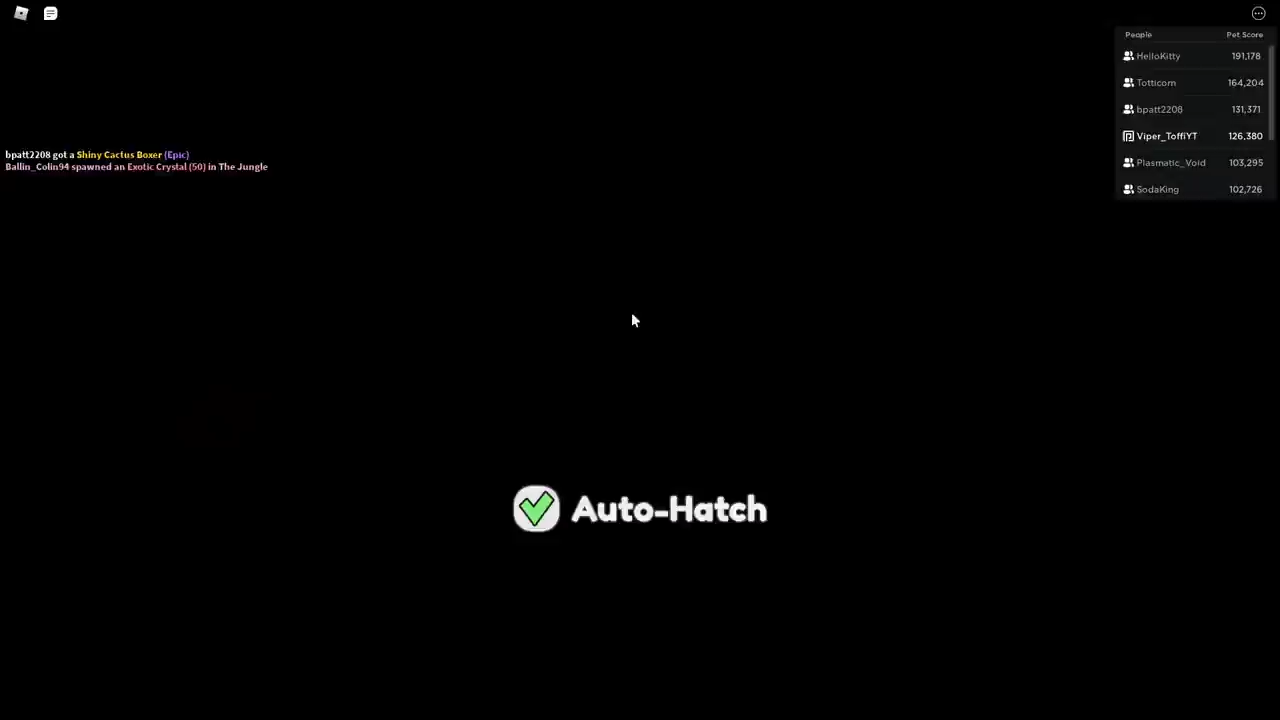 People Pet Score
HelloKitty 191,178
Totticorn 164,204
bpatt2208 131,371
Viper_ToffiYT 126,380
Plasmatic_Void 103,295
SodaKing 102,726
bpatt2208 got a Shiny Cactus Boxer (Epic)
Ballin_Colin94 spawned an Exotic Crystal (50) in The Jungle
Auto-Hatch